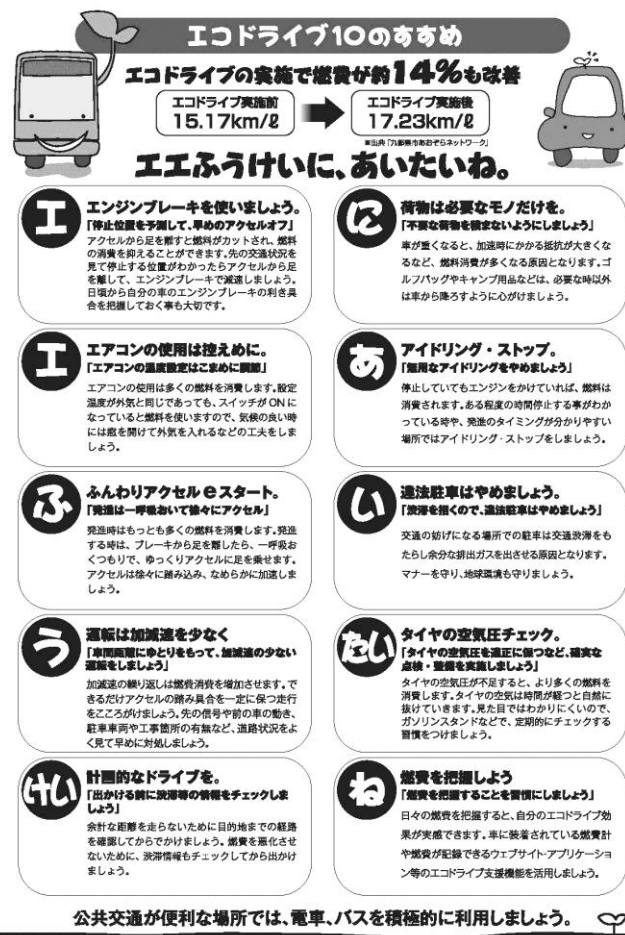 エコドライブ10のすすめ
エコドライブの実施で燃費が約14%も改善
エコドライブ実施前
15.17km/ℓ
エコドライブ実施後
17.23km/ℓ
※出典「九都県市あおぞらネットワーク」
エエふうけいに、あいたいね。
エ
エンジンブレーキを使いましょう。
「停止位置を予測して、早めのアクセルオフ」
アクセルから足を離すと燃料がカットされ、燃料
の消費を抑えることができます。先の交通状況を
見て停止する位置がわかったらアクセルから足
を離して、エンジンブレーキで減速しましょう。
日頃から自分の車のエンジンブレーキの利き具
合を把握しておく事も大切です。
エ
エアコンの使用は控えめに。
「エアコンの温度設定はこまめに調節」
エアコンの使用は多くの燃料を消費します。設定
温度が外気と同じであっても、スイッチが ON に
なっていると燃料を使いますので、気候の良い時
には窓を開けて外気を入れるなどの工夫をしま
しょう。
ふ
ふんわりアクセル e スタート。
「発進は一呼吸おいて徐々にアクセル」
発進時はもっとも多くの燃料を消費します。発進
する時は、ブレーキから足を離したら、一呼吸お
くつもりで、ゆっくりアクセルに足を乗せます。
アクセルは徐々に踏み込み、なめらかに加速しま
しょう。
う
運転は加減速を少なく
「車間距離にゆとりをもって、加減速の少ない
運転をしましょう」
加減速の繰り返しは燃費消費を増加させます。で
きるだけアクセルの踏み具合を一定に保つ走行
をこころがけましょう。先の信号や前の車の動き、
駐車車両や工事箇所の有無など、道路状況をよ
く見て早めに対処しましょう。
けい
計画的なドライブを。
「出かける前に渋滞等の情報をチェックしま
しょう」
余計な距離を走らないために目的地までの経路
を確認してからでかけましょう。燃費を悪化させ
ないために、渋滞情報もチェックしてから出かけ
ましょう。
に
荷物は必要なモノだけを。
「不要な荷物を積まないようにしましょう」
車が重くなると、加速時にかかる抵抗が大きくな
るなど、燃料消費が多くなる原因となります。ゴ
ルフバッグやキャンプ用品などは、必要な時以外
は車から降ろすように心がけましょう。
あ
アイドリング・ストップ。
「無用なアイドリングをやめましょう」
停止していてもエンジンをかけていれば、燃料は
消費されます。ある程度の時間停止する事がわか
っている時や、発進のタイミングが分かりやすい
場所ではアイドリング・ストップをしましょう。
い
違法駐車はやめましょう。
「渋滞を招くので、違法駐車はやめましょう」
交通の妨げになる場所での駐車は交通渋滞をも
たらし余分な排出ガスを出させる原因となります。
マナーを守り、地球環境も守りましょう。
たい
タイヤの空気圧チェック。
「タイヤの空気圧を適正に保つなど、確実な
点検・整備を実施しましょう」
タイヤの空気圧が不足すると、より多くの燃料を
消費します。タイヤの空気は時間が経つと自然に
抜けていきます。見た目ではわかりにくいので、
ガソリンスタンドなどで、定期的にチェックする
習慣をつけましょう。
ね
燃費を把握しよう
「燃費を把握することを習慣にしましょう」
日々の燃費を把握すると、自分のエコドライブ効
果が実感できます。車に装着されている燃費計
や燃費が記録できるウェブサイト・アプリケーショ
ン等のエコドライブ支援機能を活用しましょう。
公共交通が便利な場所では、電車、バスを積極的に利用しましょう。